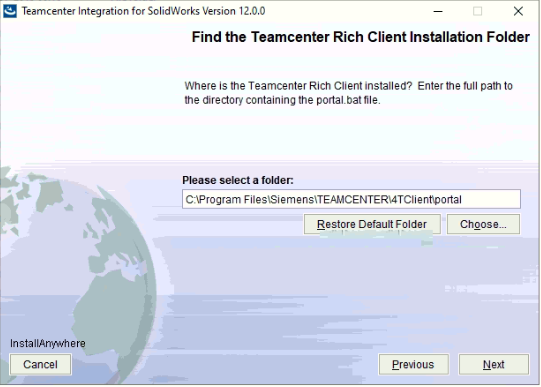 Teamcenter Integration for SolidWorks Version 12.0.0
Find the Teamcenter Rich Client Installation Folder
Where is the Teamcenter Rich Client installed? Enter the full path to
the directory containing the portal.bat file.
Please select a folder:
C:\Program Files\Siemens\TEAMCENTER\4TClient\portal
Restore Default Folder Choose...
InstallAnywhere
Cancel Previous Next